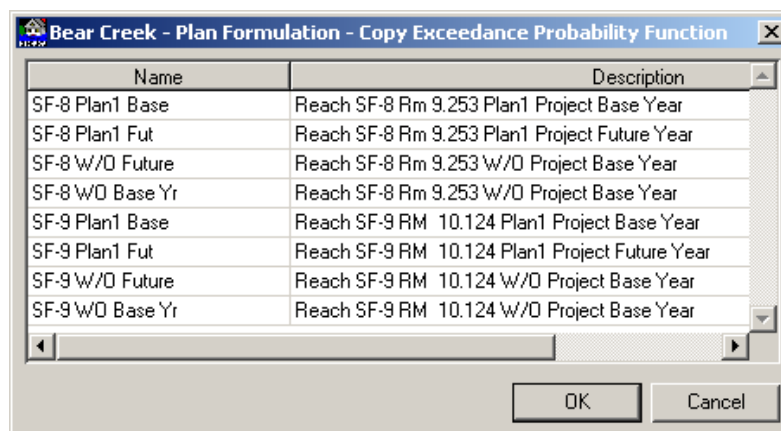 Bear Creek - Plan Formulation - Copy Exceedance Probability Function
Name Description
SF-8 Plan1 Base Reach SF-8 Rm 9.253 Plan1 Project Base Year
SF-8 Plan1 Fut Reach SF-8 Rm 9.253 Plan1 Project Future Year
SF-8 W/O Future Reach SF-8 Rm 9.253 W/O Project Base Year
SF-8 WO Base Yr Reach SF-8 Rm 9.253 W/O Project Base Year
SF-9 Plan1 Base Reach SF-9 RM 10.124 Plan1 Project Base Year
SF-9 Plan1 Fut Reach SF-9 RM 10.124 Plan1 Project Future Year
SF-9 W/O Future Reach SF-9 RM 10.124 W/O Project Base Year
SF-9 WO Base Yr Reach SF-9 RM 10.124 W/O Project Base Year
OK Cancel